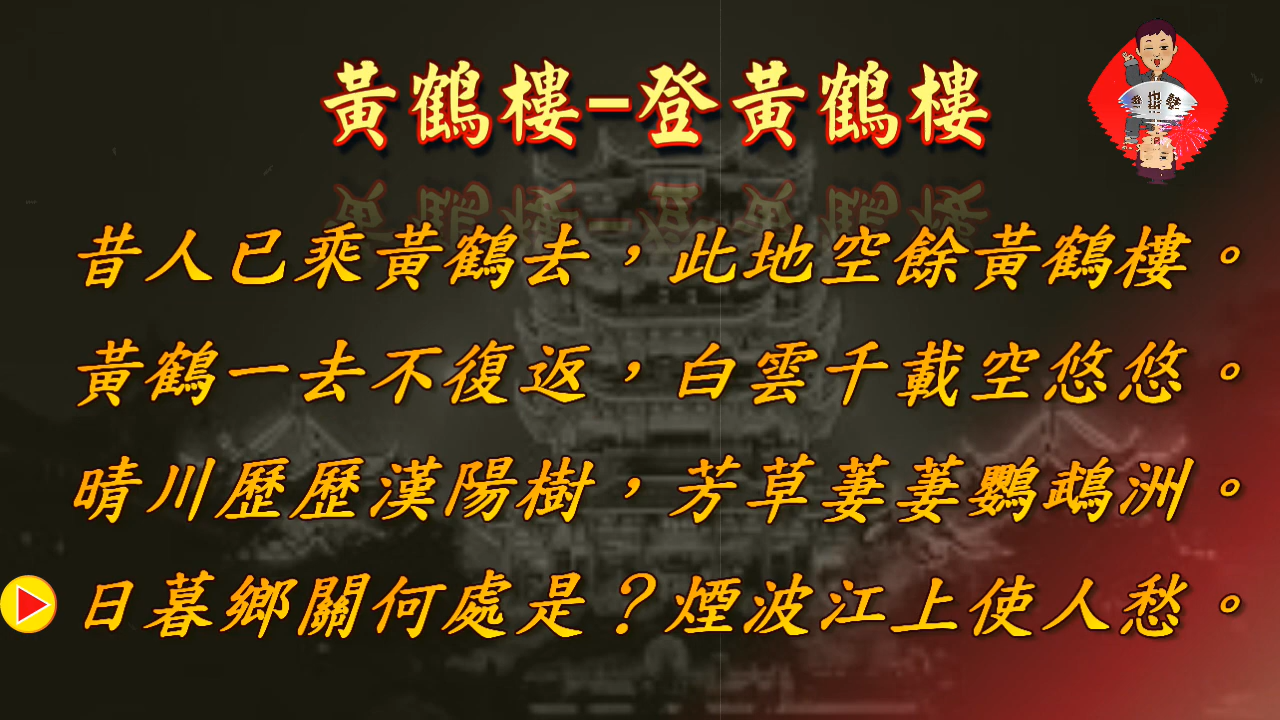 黃鶴樓-登黃鶴樓
昔人已乘黃鶴去，此地空餘黃鶴樓。
黃鶴一去不復返，白雲千載空悠悠。
晴川歷歷漢陽樹，芳草萋萋鸚鵡洲。
日暮鄉關何處是？煙波江上使人愁。